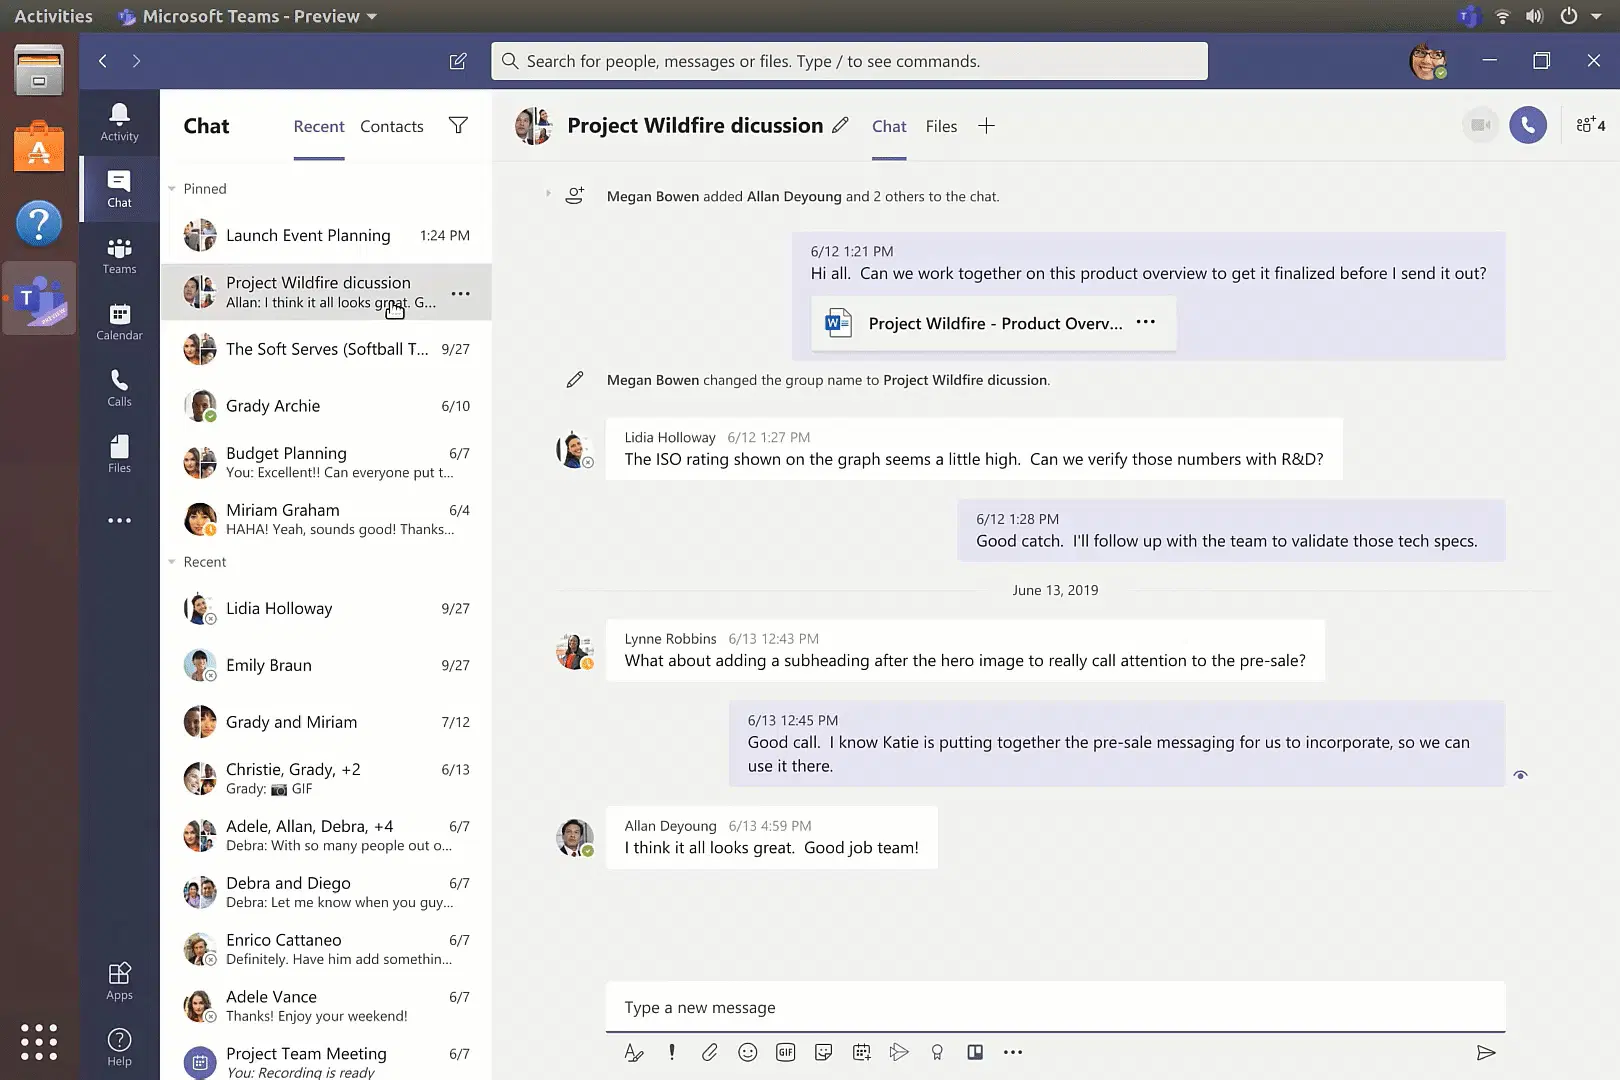 Activities
Microsoft Teams - Preview
Search for people, messages or files. Type / to see commands.
Activity
Chat
Teams
Calendar
Calls
Files
Apps
Help
Chat
Recent
Contacts
Pinned
Launch Event Planning 1:24 PM
Project Wildfire dicussion
Allan: I think it all looks great. G...
The Soft Serves (Softball T... 9/27
Grady Archie 6/10
Budget Planning 6/7
You: Excellent!! Can everyone put t...
Miriam Graham 6/4
HAHA! Yeah, sounds good! Thanks...
Recent
Lidia Holloway 9/27
Emily Braun 9/27
Grady and Miriam 7/12
Christie, Grady, +2 6/13
Grady: GIF
Adele, Allan, Debra, +4 6/7
Debra: With so many people out o...
Debra and Diego 6/7
Debra: Let me know when you guy...
Enrico Cattaneo 6/7
Definitely. Have him add somethin...
Adele Vance 6/7
Thanks! Enjoy your weekend!
Project Team Meeting 6/7
You: Recording is ready
Project Wildfire dicussion
Chat
Files
4
Megan Bowen added Allan Deyoung and 2 others to the chat.
6/12 1:21 PM
Hi all. Can we work together on this product overview to get it finalized before I send it out?
Project Wildfire - Product Overv...
Megan Bowen changed the group name to Project Wildfire dicussion.
Lidia Holloway 6/12 1:27 PM
The ISO rating shown on the graph seems a little high. Can we verify those numbers with R&D?
6/12 1:28 PM
Good catch. I'll follow up with the team to validate those tech specs.
June 13, 2019
Lynne Robbins 6/13 12:43 PM
What about adding a subheading after the hero image to really call attention to the pre-sale?
6/13 12:45 PM
Good call. I know Katie is putting together the pre-sale messaging for us to incorporate, so we can
use it there.
Allan Deyoung 6/13 4:59 PM
I think it all looks great. Good job team!
Type a new message
GIF